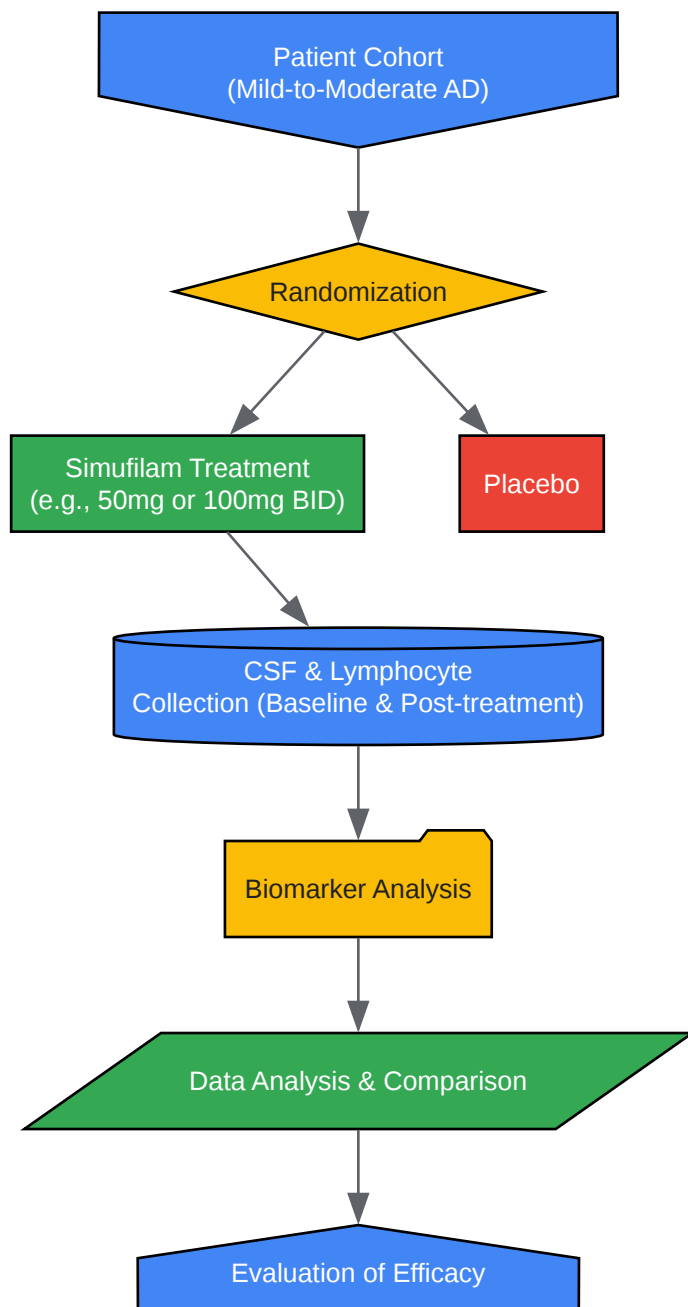 Patient Cohort
(Mild-to-Moderate AD)
Randomization
Simufilam Treatment
(e.g., 50mg or 100mg BID)
Placebo
CSF & Lymphocyte
Collection (Baseline & Post-treatment)
Biomarker Analysis
Data Analysis & Comparison
Evaluation of Efficacy